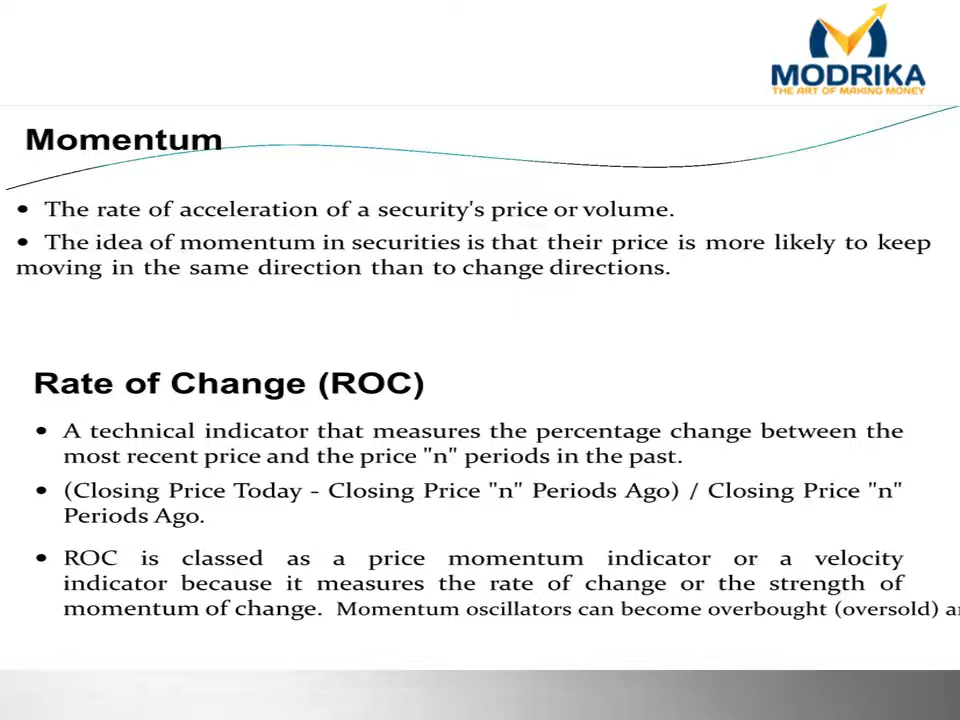 MODRIKA
THE ART OF MAKING MONEY
Momentum
• The rate of acceleration of a security's price or volume.
• The idea of momentum in securities is that their price is more likely to keep
moving in the same direction than to change directions.
Rate of Change (ROC)
• A technical indicator that measures the percentage change between the
most recent price and the price "n" periods in the past.
• (Closing Price Today - Closing Price "n" Periods Ago) / Closing Price "n"
Periods Ago.
• ROC is classed as a price momentum indicator or a velocity
indicator because it measures the rate of change or the strength of
momentum of change. Momentum oscillators can become overbought (oversold)